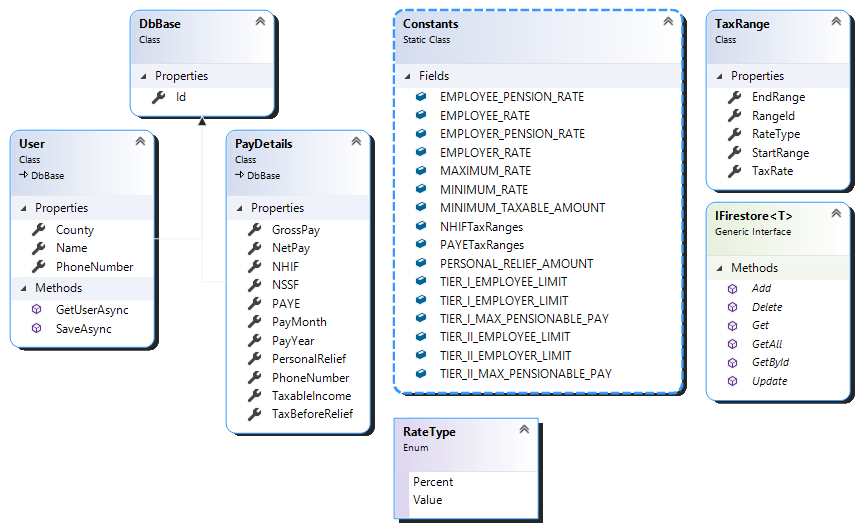 DbBase
Class
Properties
Id
User
Class
DbBase
Properties
County
Name
PhoneNumber
Methods
GetUserAsync
SaveAsync
PayDetails
Class
DbBase
Properties
GrossPay
NetPay
NHIF
NSSF
PAYE
PayMonth
PayYear
PersonalRelief
PhoneNumber
TaxableIncome
TaxBeforeRelief
Constants
Static Class
Fields
EMPLOYEE_PENSION_RATE
EMPLOYEE_RATE
EMPLOYER_PENSION_RATE
EMPLOYER_RATE
MAXIMUM_RATE
MINIMUM_RATE
MINIMUM_TAXABLE_AMOUNT
NHIFTaxRanges
PAYETaxRanges
PERSONAL_RELIEF_AMOUNT
TIER_I_EMPLOYEE_LIMIT
TIER_I_EMPLOYER_LIMIT
TIER_I_MAX_PENSIONABLE_PAY
TIER_II_EMPLOYEE_LIMIT
TIER_II_EMPLOYER_LIMIT
TIER_II_MAX_PENSIONABLE_PAY
RateType
Enum
Percent
Value
TaxRange
Class
Properties
EndRange
RangeId
RateType
StartRange
TaxRate
IFirestore<T>
Generic Interface
Methods
Add
Delete
Get
GetAll
GetById
Update